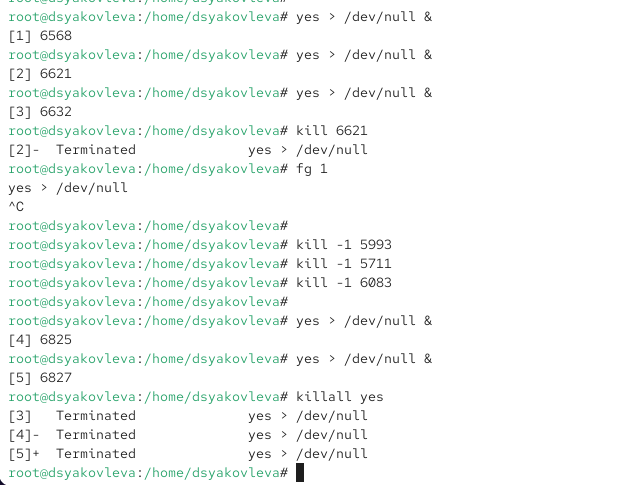 root@dsyakovleva:/home/dsyakovleva# yes > /dev/null &
[1] 6568
root@dsyakovleva:/home/dsyakovleva# yes > /dev/null &
[2] 6621
root@dsyakovleva:/home/dsyakovleva# yes > /dev/null &
[3] 6632
root@dsyakovleva:/home/dsyakovleva# kill 6621
[2]-  Terminated              yes > /dev/null
root@dsyakovleva:/home/dsyakovleva# fg 1
yes > /dev/null
^C
root@dsyakovleva:/home/dsyakovleva#
root@dsyakovleva:/home/dsyakovleva# kill -1 5993
root@dsyakovleva:/home/dsyakovleva# kill -1 5711
root@dsyakovleva:/home/dsyakovleva# kill -1 6083
root@dsyakovleva:/home/dsyakovleva#
root@dsyakovleva:/home/dsyakovleva# yes > /dev/null &
[4] 6825
root@dsyakovleva:/home/dsyakovleva# yes > /dev/null &
[5] 6827
root@dsyakovleva:/home/dsyakovleva# killall yes
[3]   Terminated              yes > /dev/null
[4]-  Terminated              yes > /dev/null
[5]+  Terminated              yes > /dev/null
root@dsyakovleva:/home/dsyakovleva#